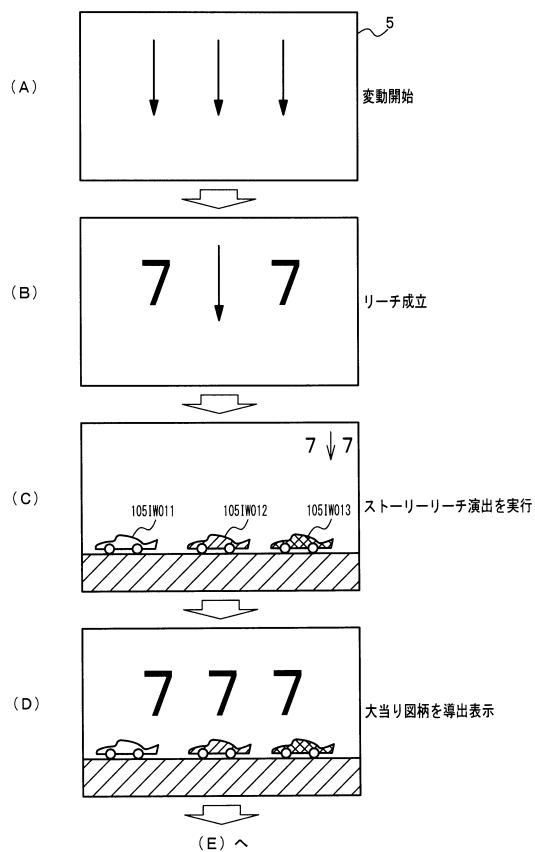 5
(A)
変動開始
(B)
7 7
リーチ成立
7 7
(C)
105IW011 105IW012 105IW013
ストーリーリーチ演出を実行
(D)
7 7 7
大当り図柄を導出表示
(E)へ